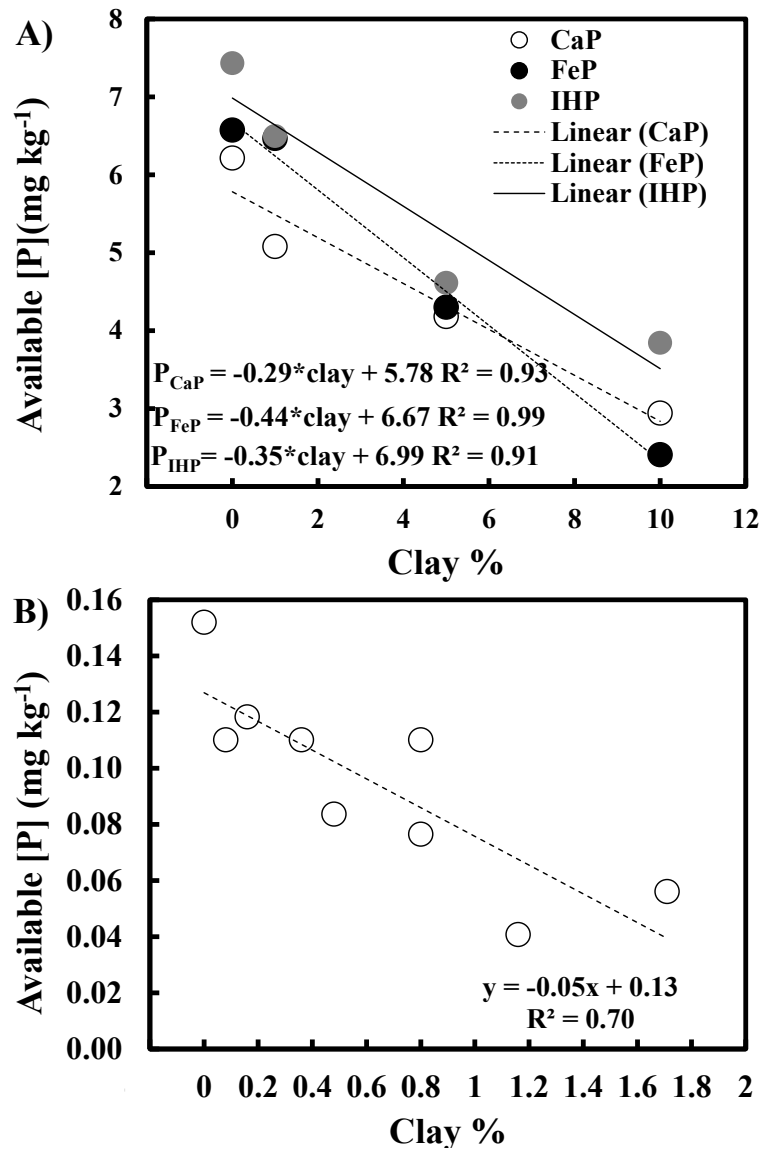 A)
Available [P](mg kg⁻¹)
8
7
6
5
4
3
2
CaP
FeP
IHP
Linear (CaP)
Linear (FeP)
Linear (IHP)
P_CaP = -0.29*clay + 5.78 R² = 0.93
P_FeP = -0.44*clay + 6.67 R² = 0.99
P_IHP= -0.35*clay + 6.99 R² = 0.91
0 2 4 6 8 10 12
Clay %
B)
Available [P] (mg kg⁻¹)
0.16
0.14
0.12
0.10
0.08
0.06
0.04
0.02
0.00
y = -0.05x + 0.13
R² = 0.70
0 0.2 0.4 0.6 0.8 1 1.2 1.4 1.6 1.8 2
Clay %